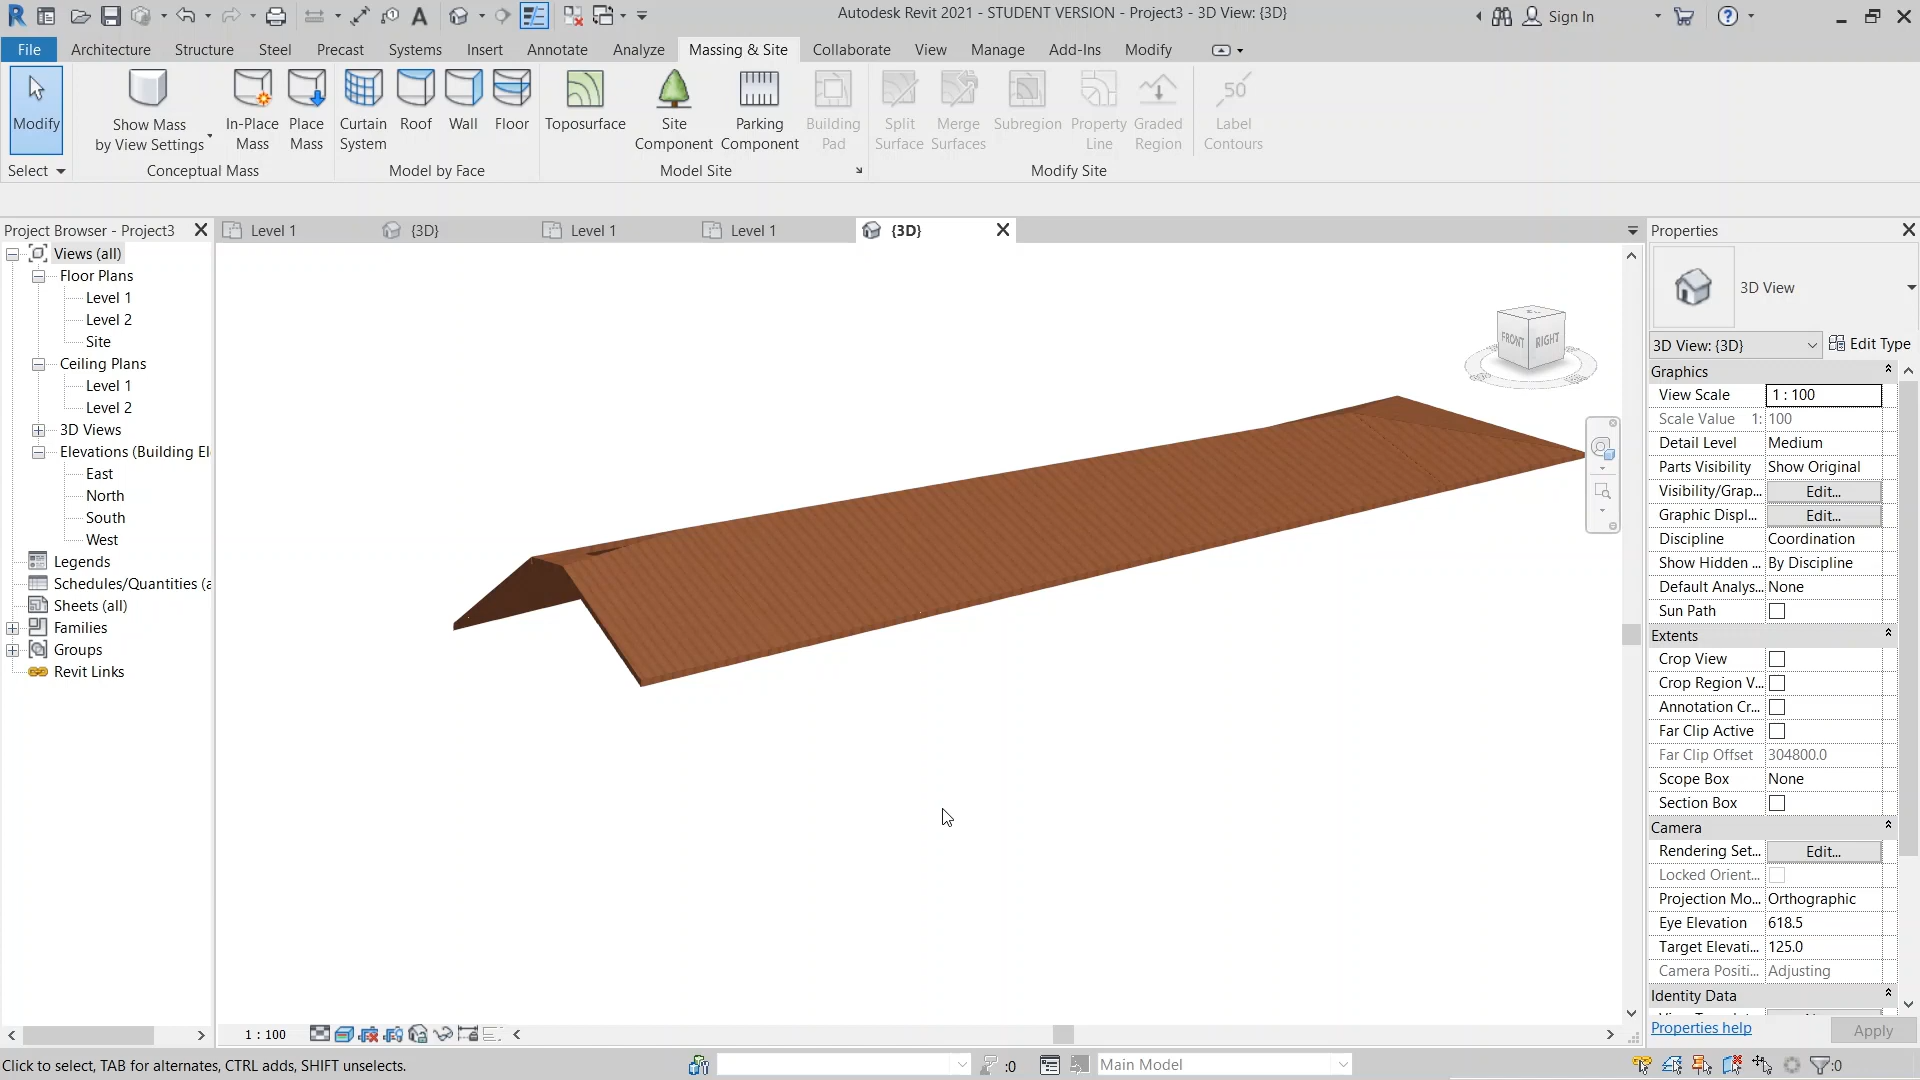 Autodesk Revit 2021 - STUDENT VERSION - Project3 - 3D View: {3D}
Sign In
File Architecture Structure Steel Precast Systems Insert Annotate Analyze Massing & Site Collaborate View Manage Add-Ins Modify
Modify
Show Mass
by View Settings
In-Place
Mass
Place
Mass
Curtain
System
Roof
Wall
Floor
Toposurface
Site
Component
Parking
Component
Building
Pad
Split
Surface
Merge
Surfaces
Subregion
Property
Line
Graded
Region
50
Label
Contours
Select
Conceptual Mass
Model by Face
Model Site
Modify Site
Project Browser - Project3
Views (all)
Floor Plans
Level 1
Level 2
Site
Ceiling Plans
Level 1
Level 2
3D Views
Elevations (Building El
East
North
South
West
Legends
Schedules/Quantities (a
Sheets (all)
Families
Groups
Revit Links
Level 1
{3D}
Level 1
Level 1
{3D}
FRONT
RIGHT
Properties
3D View
3D View: {3D}
Edit Type
Graphics
View Scale 1 : 100
Scale Value 1: 100
Detail Level Medium
Parts Visibility Show Original
Visibility/Grap... Edit...
Graphic Displ... Edit...
Discipline Coordination
Show Hidden ... By Discipline
Default Analys... None
Sun Path
Extents
Crop View
Crop Region V...
Annotation Cr...
Far Clip Active
Far Clip Offset 304800.0
Scope Box None
Section Box
Camera
Rendering Set... Edit...
Locked Orient...
Projection Mo... Orthographic
Eye Elevation 618.5
Target Elevati... 125.0
Camera Positi... Adjusting
Identity Data
Properties help
Apply
1 : 100
Click to select, TAB for alternates, CTRL adds, SHIFT unselects.
:0
Main Model
:0